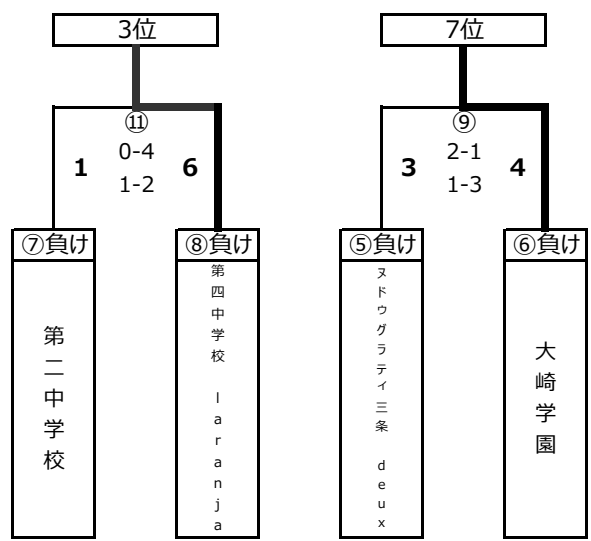 3位
7位
⑪
0-4
1 6
1-2
⑨
2-1
3 4
1-3
⑦負け
⑧負け
⑤負け
⑥負け
第二中学校
第四中学校 laranja
ヌドウグラティ三条 deux
大崎学園